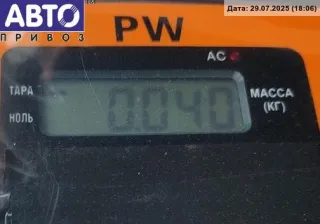 АВТО
ПРИВОЗ
Дата: 29.07.2025 (18:06)
PW
AC
ТАРА
НОЛЬ
0.040
МАССА
(КГ)